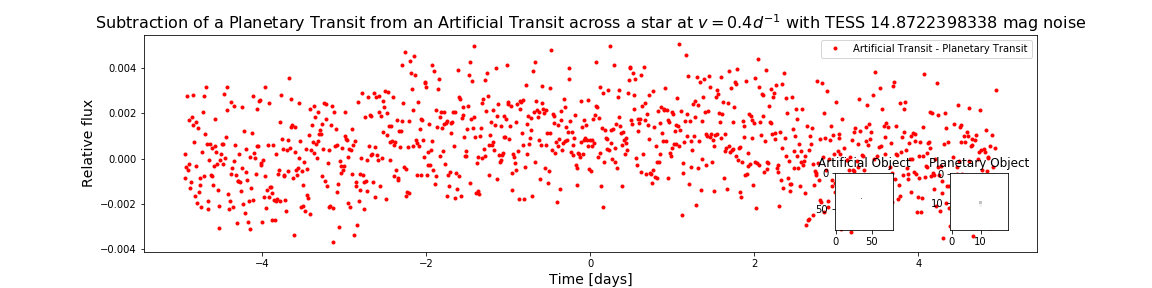 Subtraction of a Planetary Transit from an Artificial Transit across a star at v = 0.4d⁻¹ with TESS 14.8722398338 mag noise
Artificial Transit - Planetary Transit
Relative flux
0.004
0.002
0.000
−0.002
−0.004
Artificial Object
0
50
0 50
Planetary Object
0
10
0 10
−4 −2 0 2 4
Time [days]